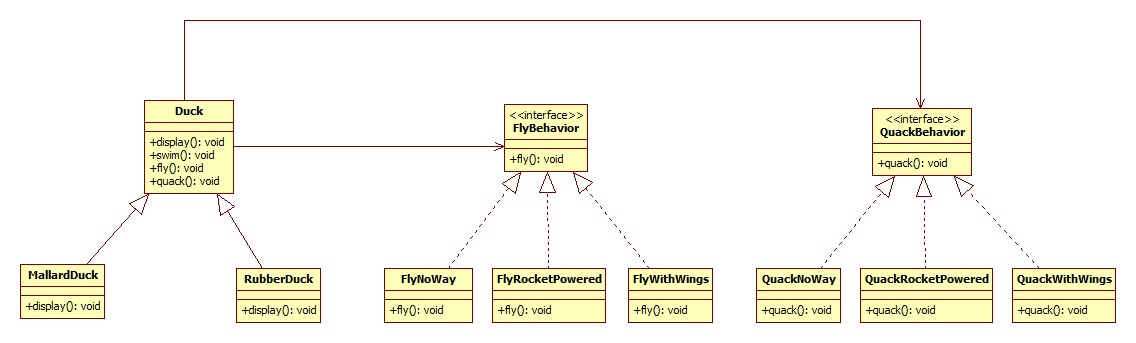 Duck
+display(): void
+swim(): void
+fly(): void
+quack(): void
<<interface>>
FlyBehavior
+fly(): void
<<interface>>
QuackBehavior
+quack(): void
MallardDuck
+display(): void
RubberDuck
+display(): void
FlyNoWay
+fly(): void
FlyRocketPowered
+fly(): void
FlyWithWings
+fly(): void
QuackNoWay
+quack(): void
QuackRocketPowered
+quack(): void
QuackWithWings
+quack(): void